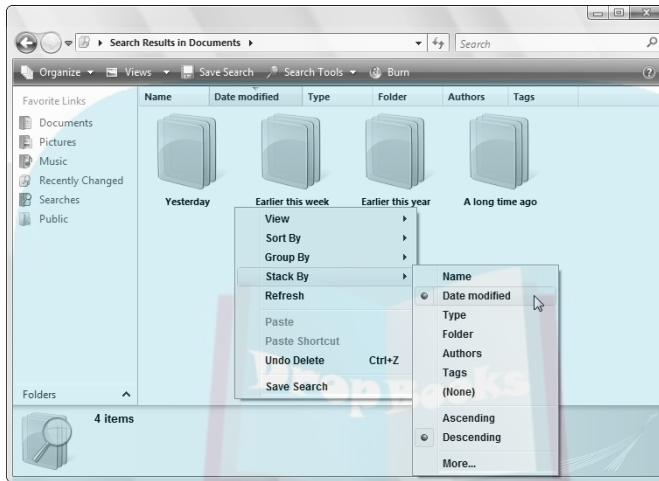 Search Results in Documents
Search
Organize Views Save Search Search Tools Burn
Favorite Links
Documents
Pictures
Music
Recently Changed
Searches
Public
Folders
Name Date modified Type Folder Authors Tags
Yesterday Earlier this week Earlier this year A long time ago
View
Sort By
Group By
Stack By
Refresh
Paste
Paste Shortcut
Undo Delete Ctrl+Z
Save Search
Name
Date modified
Type
Folder
Authors
Tags
(None)
Ascending
Descending
More...
4 items
DropBooks